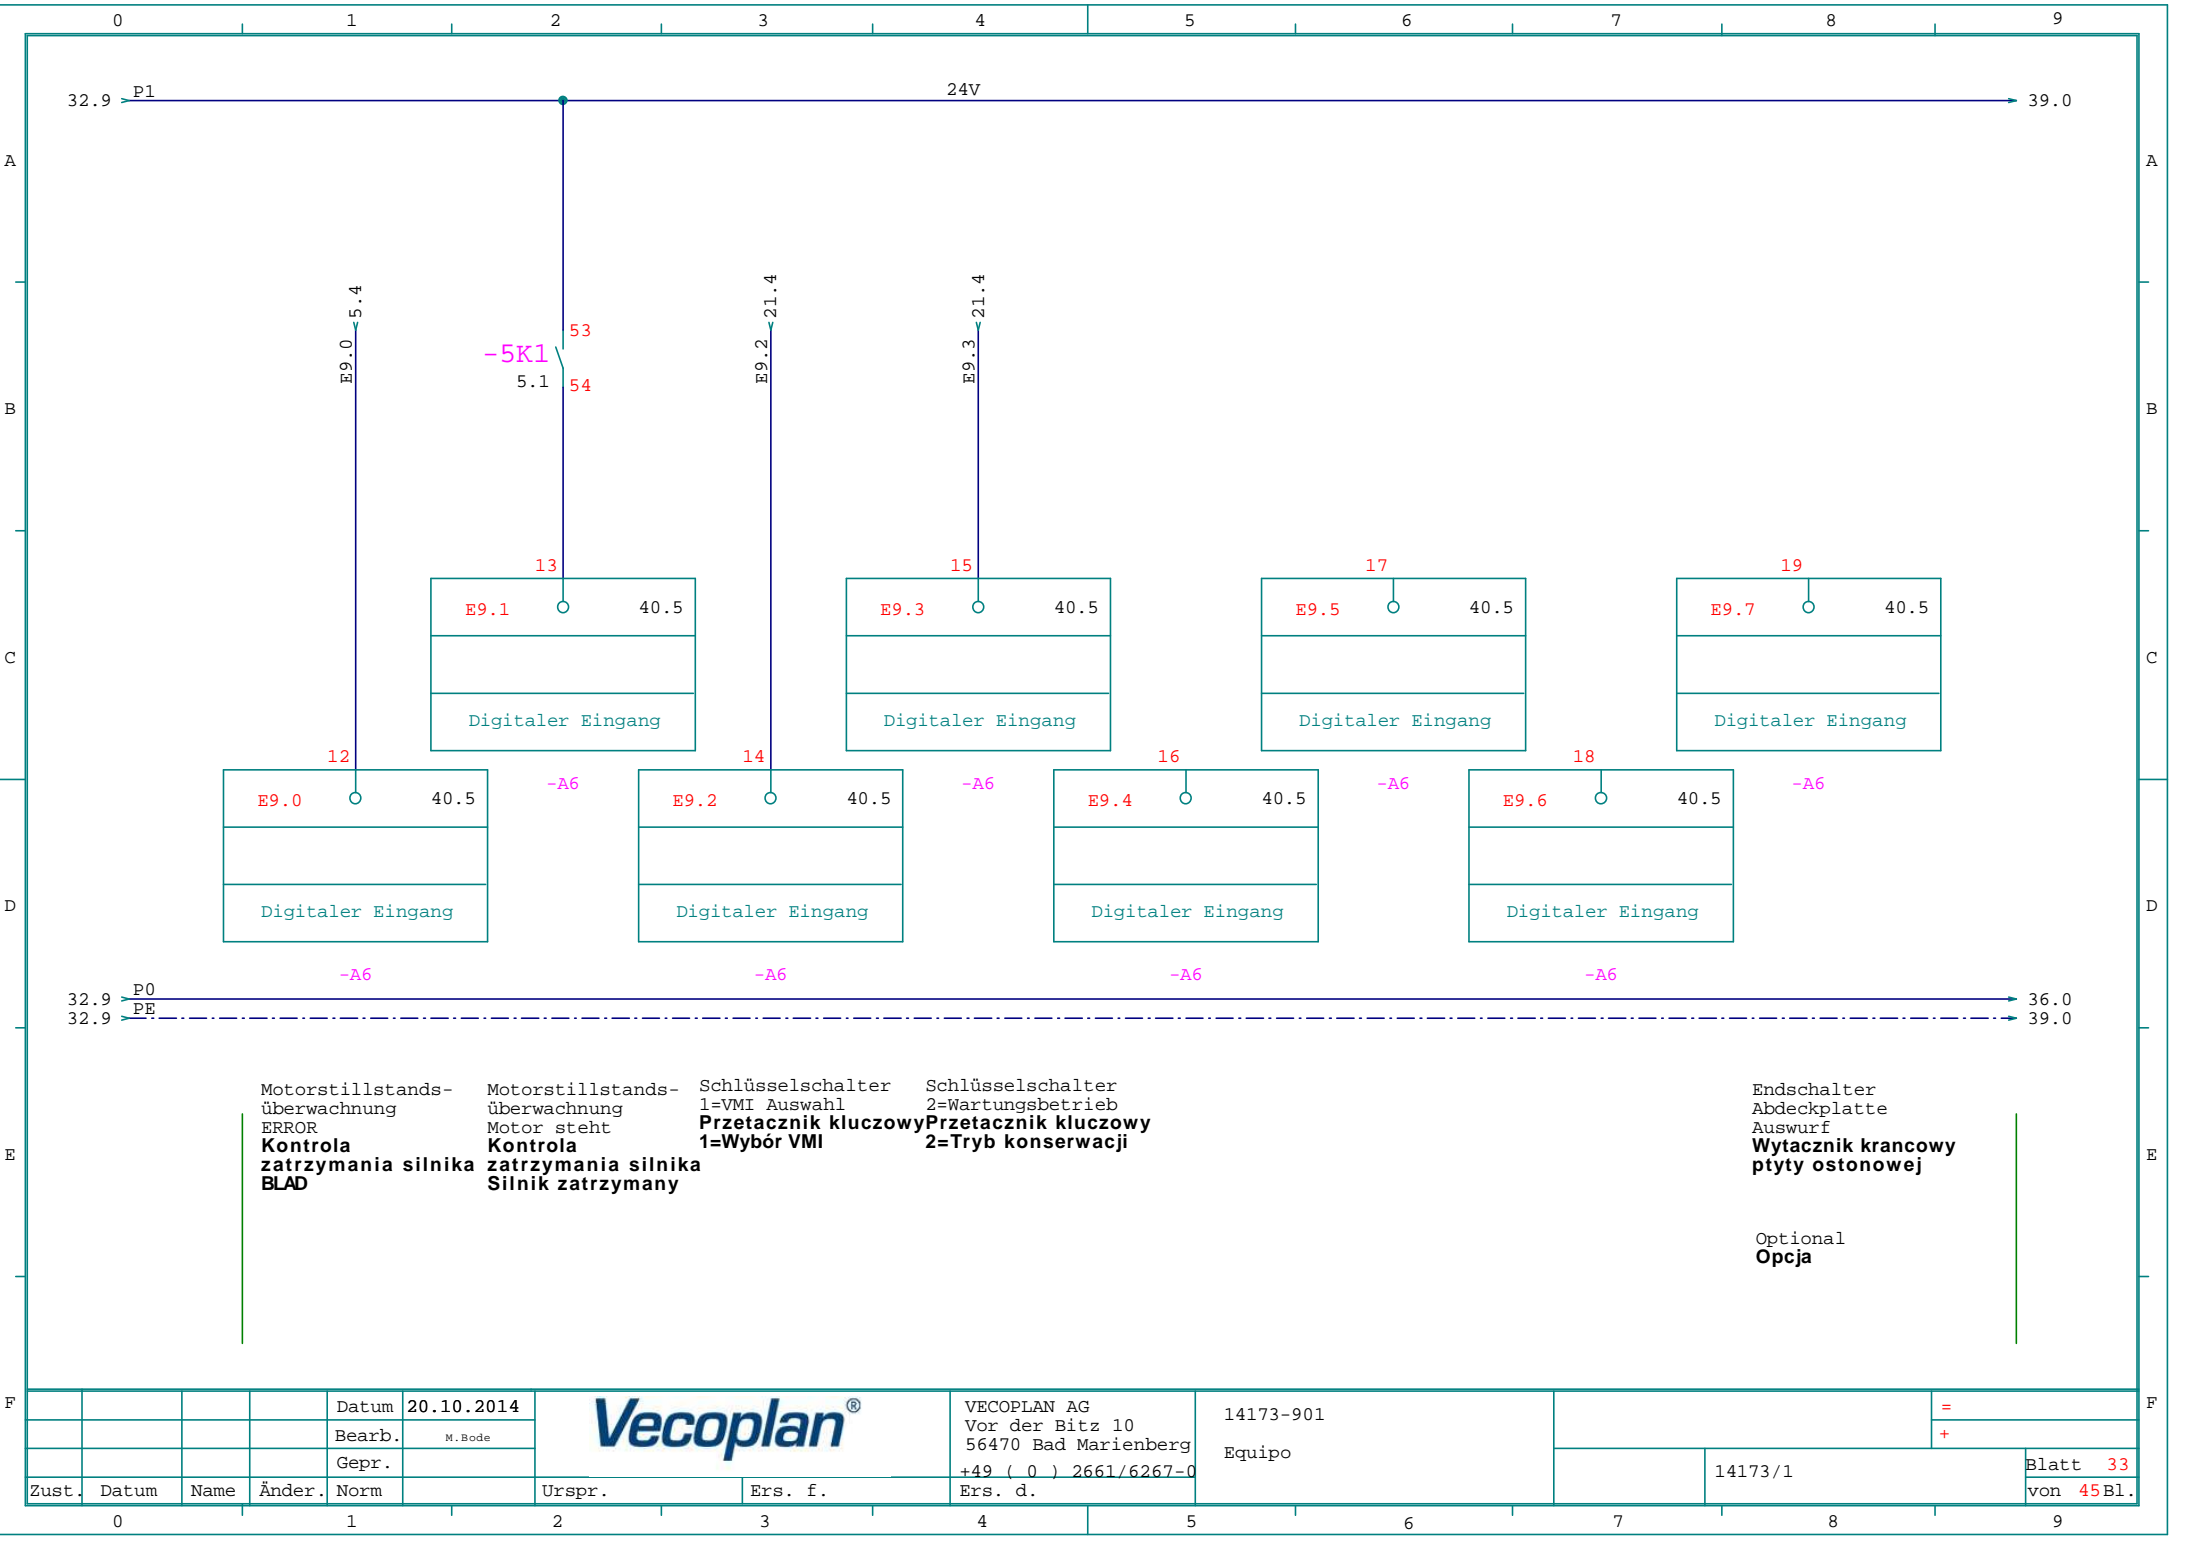 0 1 2 3 4 5 6 7 8 9
32.9 P1 24V 39.0
A A
5.4 21.4 21.4
E9.0 E9.2 E9.3
53
-5K1
5.1 54
B B
13 15 17 19
E9.1 40.5 E9.3 40.5 E9.5 40.5 E9.7 40.5
C C
Digitaler Eingang Digitaler Eingang Digitaler Eingang Digitaler Eingang
12 14 16 18
-A6 -A6 -A6 -A6
E9.0 40.5 E9.2 40.5 E9.4 40.5 E9.6 40.5
D D
Digitaler Eingang Digitaler Eingang Digitaler Eingang Digitaler Eingang
-A6 -A6 -A6 -A6
32.9 P0 36.0
32.9 PE 39.0
Motorstillstands-
überwachnung
ERROR
Kontrola
zatrzymania silnika
BLAD
Motorstillstands-
überwachnung
Motor steht
Kontrola
zatrzymania silnika
Silnik zatrzymany
Schlüsselschalter
1=VMI Auswahl
Przetacznik kluczowy
1=Wybór VMI
Schlüsselschalter
2=Wartungsbetrieb
Przetacznik kluczowy
2=Tryb konserwacji
Endschalter
Abdeckplatte
Auswurf
Wytacznik krancowy
ptyty ostonowej
Optional
Opcja
E E
F F
Datum 20.10.2014
Bearb. M.Bode
Gepr.
Zust. Datum Name Änder. Norm
Vecoplan®
Urspr. Ers. f. Ers. d.
VECOPLAN AG
Vor der Bitz 10
56470 Bad Marienberg
+49 ( 0 ) 2661/6267-0
14173-901
Equipo
14173/1
=
+
Blatt 33
von 45Bl.
0 1 2 3 4 5 6 7 8 9